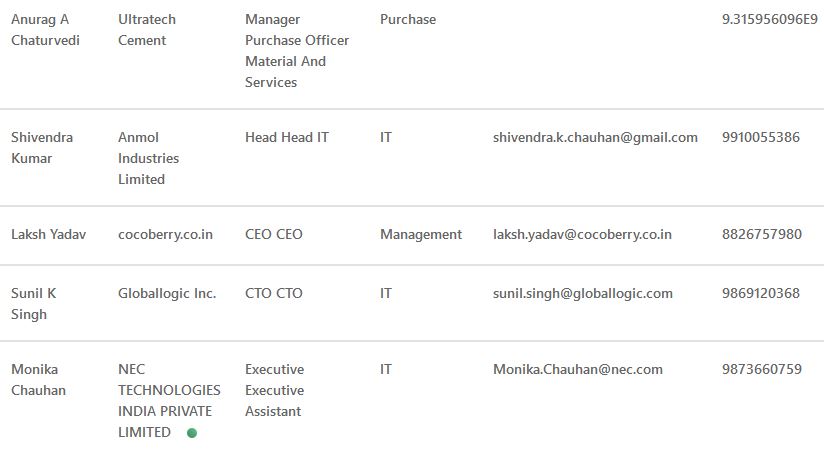 Anurag A Ultratech Manager Purchase 9.315956096E9
Chaturvedi Cement Purchase Officer
Material And
Services
Shivendra Anmol Head Head IT IT shivendra.k.chauhan@gmail.com 9910055386
Kumar Industries
Limited
Laksh Yadav cocoberry.co.in CEO CEO Management laksh.yadav@cocoberry.co.in 8826757980
Sunil K Globallogic Inc. CTO CTO IT sunil.singh@globallogic.com 9869120368
Singh
Monika NEC Executive IT Monika.Chauhan@nec.com 9873660759
Chauhan TECHNOLOGIES Executive
INDIA PRIVATE Assistant
LIMITED